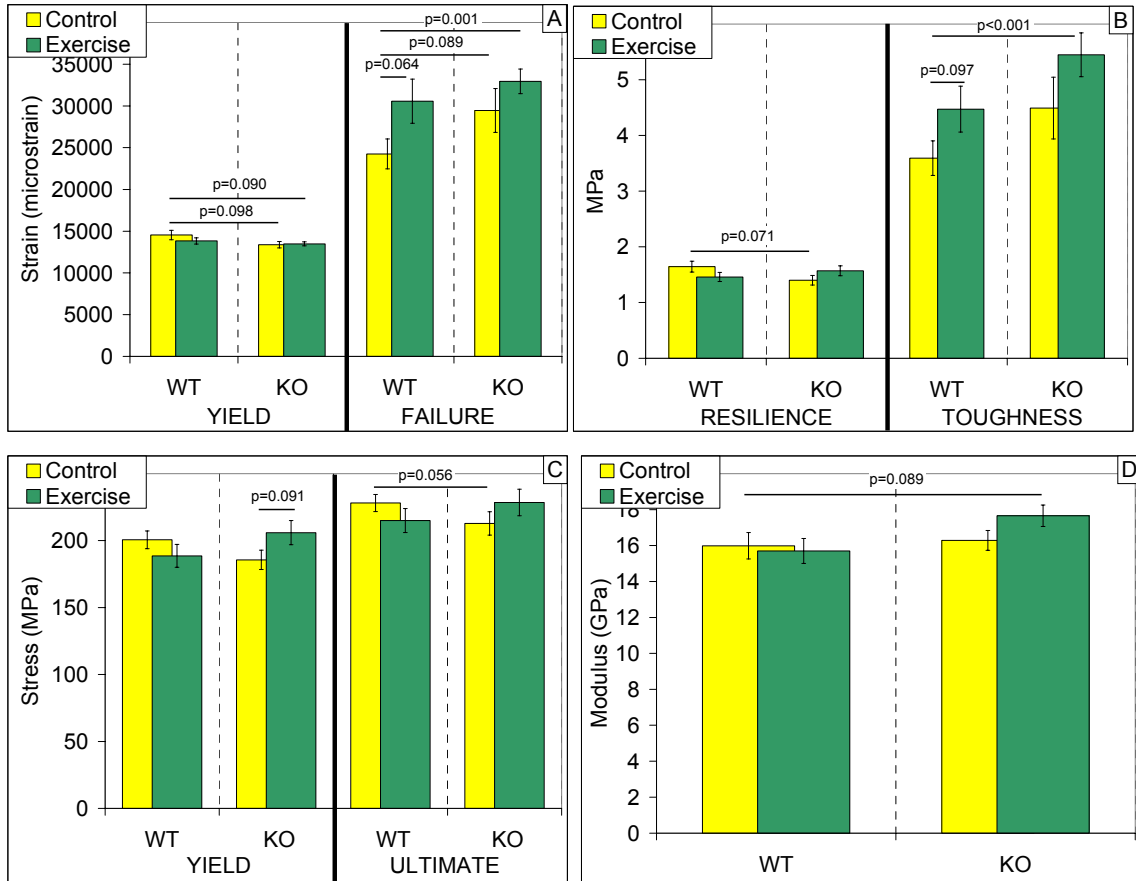 Control
Exercise
A
p=0.001
p=0.089
p=0.064
p=0.090
p=0.098
Strain (microstrain)
35000
30000
25000
20000
15000
10000
5000
0
WT
KO
WT
KO
YIELD
FAILURE
Control
Exercise
B
p<0.001
p=0.097
p=0.071
MPa
5
4
3
2
1
0
WT
KO
WT
KO
RESILIENCE
TOUGHNESS
Control
Exercise
C
p=0.056
p=0.091
Stress (MPa)
200
150
100
50
0
WT
KO
WT
KO
YIELD
ULTIMATE
Control
Exercise
D
p=0.089
Modulus (GPa)
18
16
14
12
10
8
6
4
2
0
WT
KO